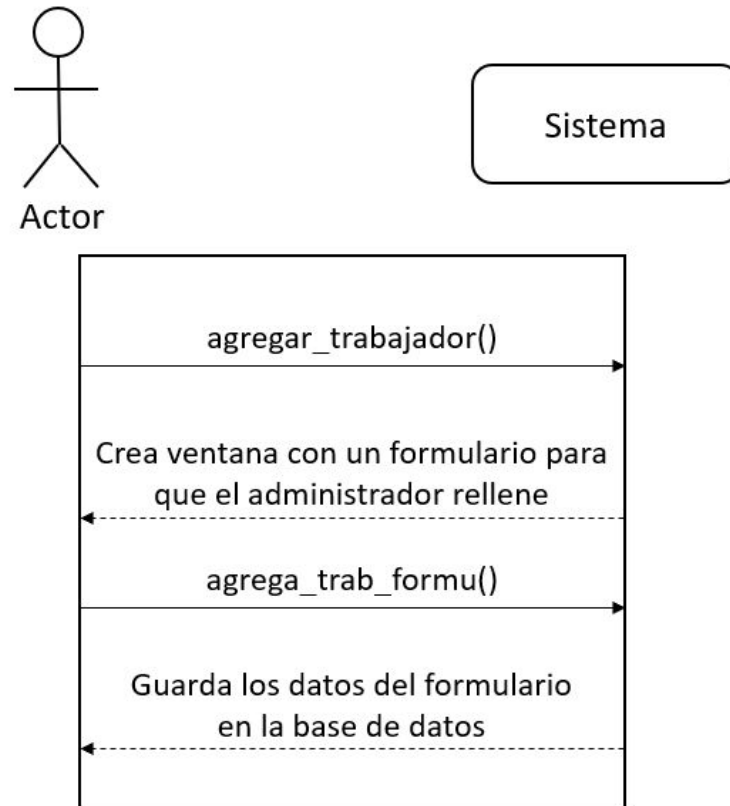 Sistema
Actor
agregar_trabajador()
Crea ventana con un formulario para
que el administrador rellene
agrega_trab_formu()
Guarda los datos del formulario
en la base de datos